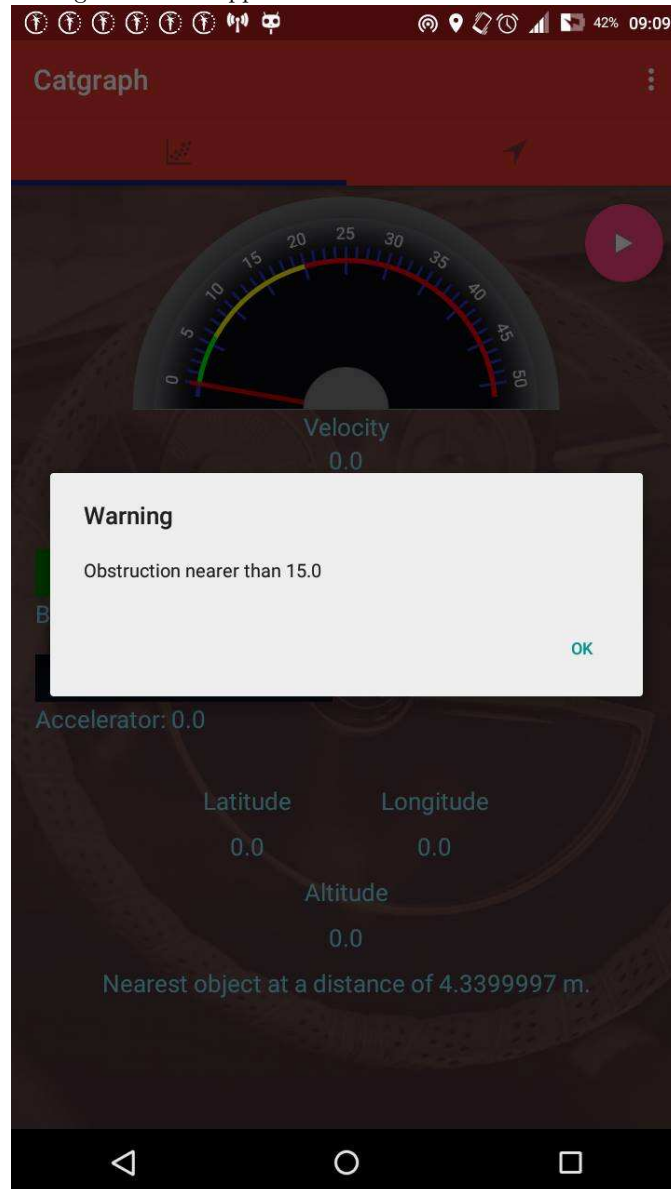 42% 09:09
Catgraph
0 5 10 15 20 25 30 35 40 45 50
Velocity
0.0
Warning
Obstruction nearer than 15.0
B
OK
Accelerator: 0.0
Latitude Longitude
0.0 0.0
Altitude
0.0
Nearest object at a distance of 4.3399997 m.